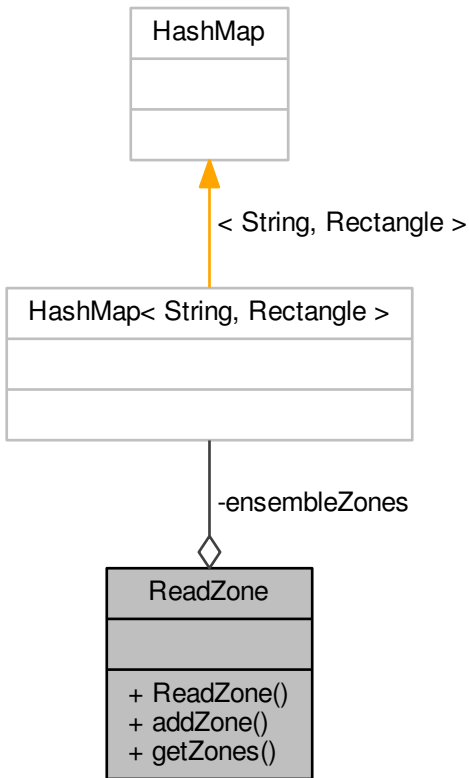 HashMap
< String, Rectangle >
HashMap< String, Rectangle >
-ensembleZones
ReadZone
+ ReadZone()
+ addZone()
+ getZones()